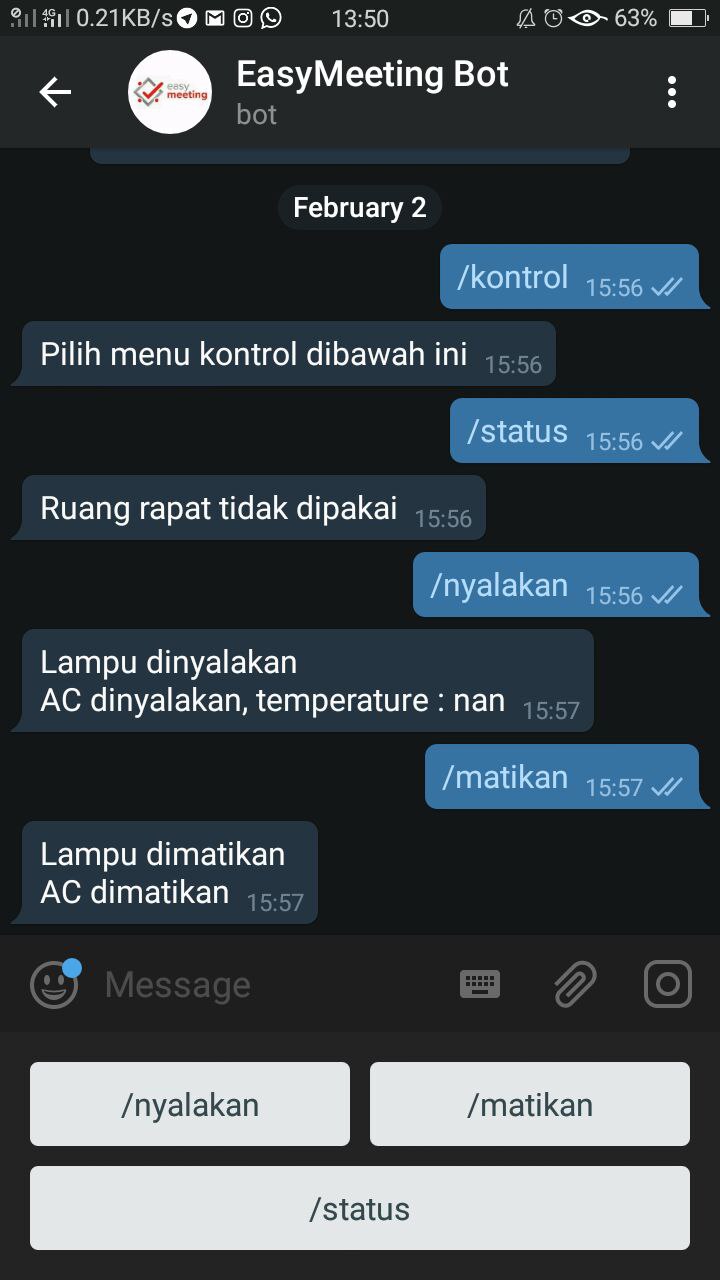 4G 0.21KB/s 13:50 63%
easy meeting
EasyMeeting Bot
bot
February 2
/kontrol 15:56
Pilih menu kontrol dibawah ini 15:56
/status 15:56
Ruang rapat tidak dipakai 15:56
/nyalakan 15:56
Lampu dinyalakan
AC dinyalakan, temperature : nan 15:57
/matikan 15:57
Lampu dimatikan
AC dimatikan 15:57
Message
/nyalakan /matikan
/status